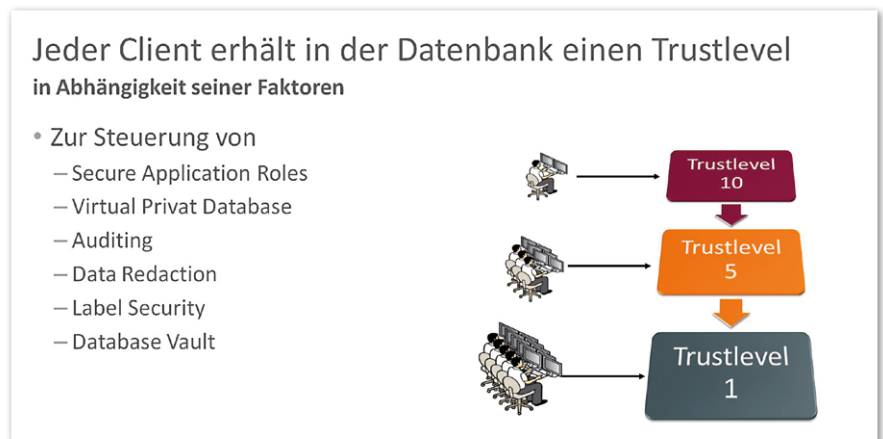 Jeder Client erhält in der Datenbank einen Trustlevel
in Abhängigkeit seiner Faktoren
• Zur Steuerung von
– Secure Application Roles
– Virtual Privat Database
– Auditing
– Data Redaction
– Label Security
– Database Vault
Trustlevel
10
Trustlevel
5
Trustlevel
1